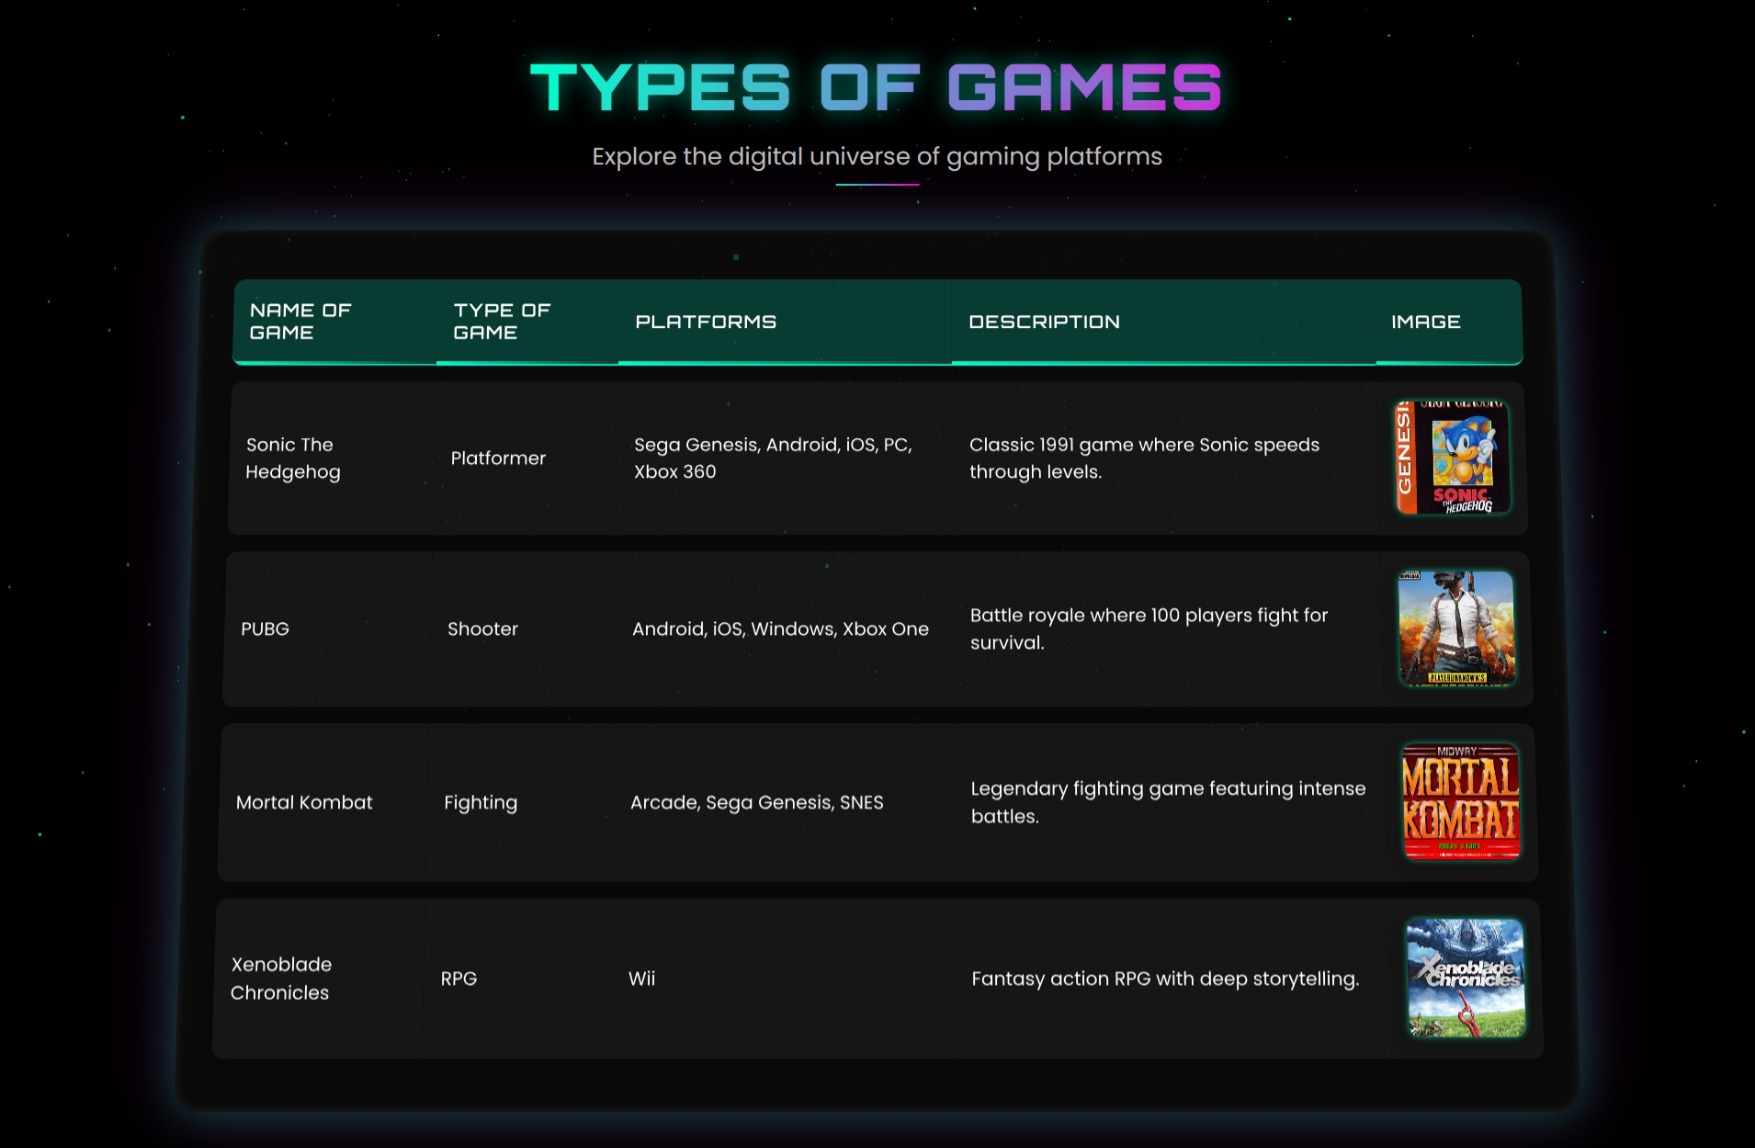 TYPES OF GAMES
Explore the digital universe of gaming platforms
NAME OF
GAME
TYPE OF
GAME
PLATFORMS
DESCRIPTION
IMAGE
Sonic The
Hedgehog
Platformer
Sega Genesis, Android, iOS, PC,
Xbox 360
Classic 1991 game where Sonic speeds
through levels.
GENESIS
SONIC
THE
HEDGEHOG
PUBG
Shooter
Android, iOS, Windows, Xbox One
Battle royale where 100 players fight for
survival.
PLAYERUNKNOWN'S
Mortal Kombat
Fighting
Arcade, Sega Genesis, SNES
Legendary fighting game featuring intense
battles.
MIDWAY
MORTAL
KOMBAT
PRESS START
Xenoblade
Chronicles
RPG
Wii
Fantasy action RPG with deep storytelling.
Xenoblade
Chronicles